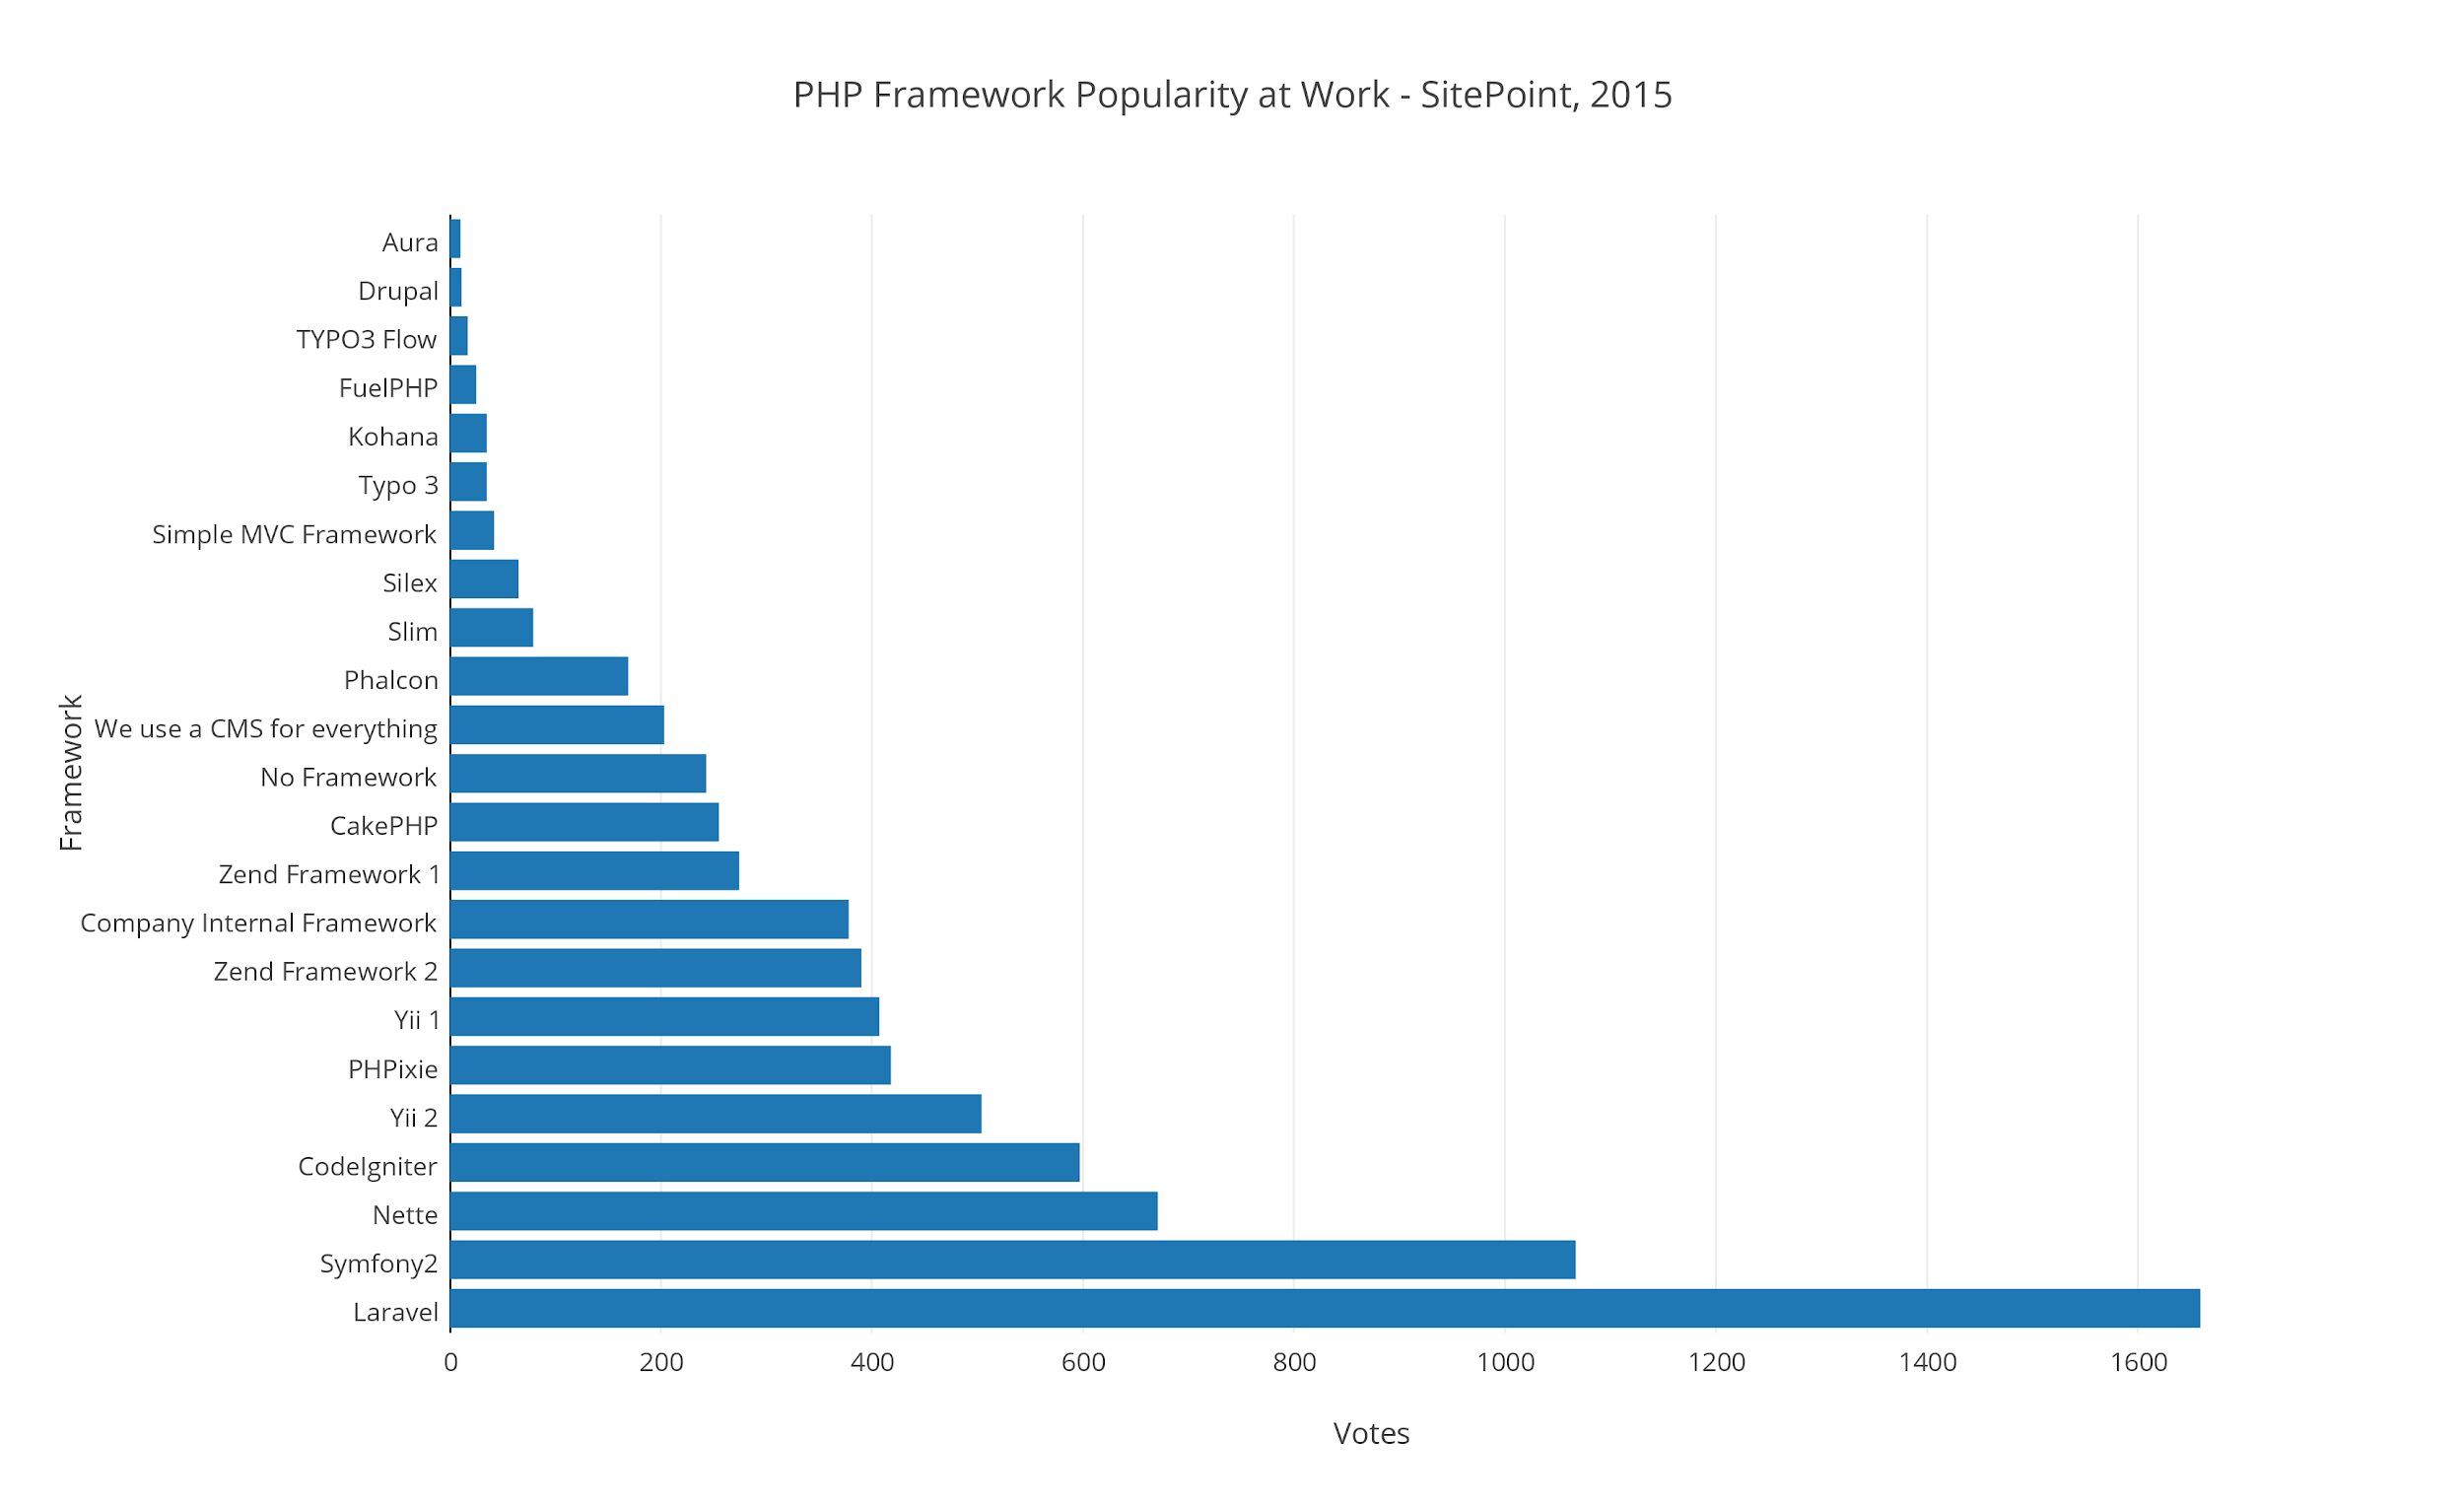 PHP Framework Popularity at Work - SitePoint, 2015
Aura
Drupal
TYPO3 Flow
FuelPHP
Kohana
Typo 3
Simple MVC Framework
Silex
Slim
Phalcon
We use a CMS for everything
No Framework
CakePHP
Zend Framework 1
Company Internal Framework
Zend Framework 2
Yii 1
PHPixie
Yii 2
CodeIgniter
Nette
Symfony2
Laravel
Framework
0 200 400 600 800 1000 1200 1400 1600
Votes